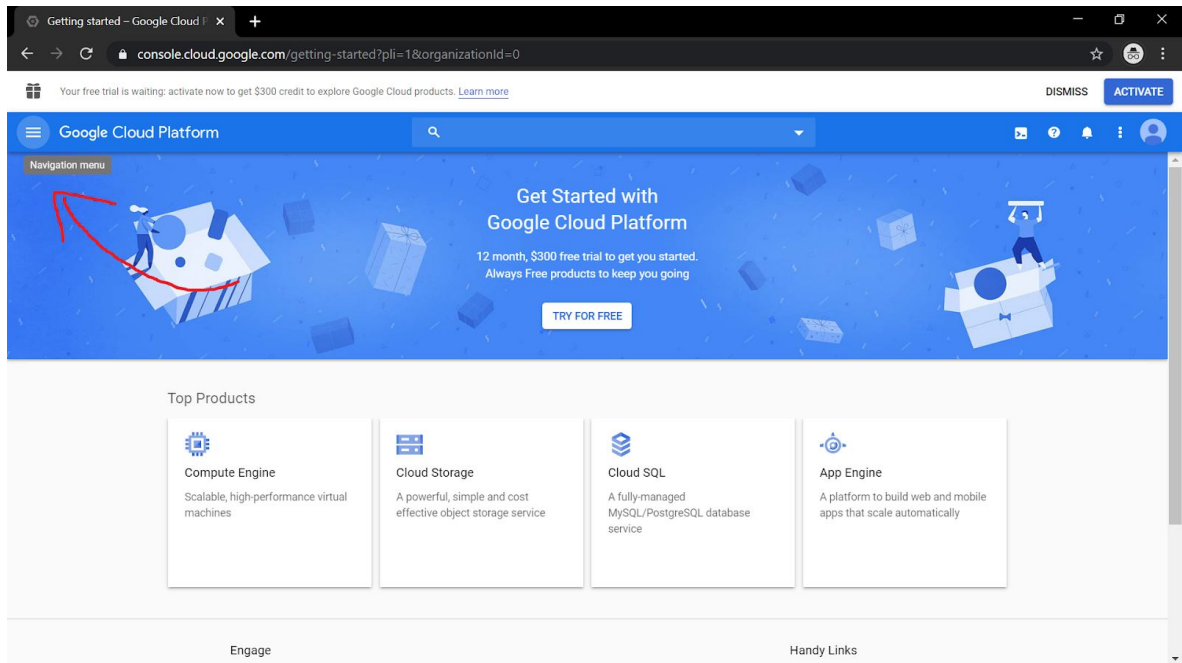 Getting started – Google Cloud P
console.cloud.google.com/getting-started?pli=1&organizationId=0
Your free trial is waiting: activate now to get $300 credit to explore Google Cloud products. Learn more
DISMISS
ACTIVATE
Google Cloud Platform
Navigation menu
Get Started with
Google Cloud Platform
12 month, $300 free trial to get you started.
Always Free products to keep you going
TRY FOR FREE
Top Products
Compute Engine
Scalable, high-performance virtual
machines
Cloud Storage
A powerful, simple and cost
effective object storage service
Cloud SQL
A fully-managed
MySQL/PostgreSQL database
service
App Engine
A platform to build web and mobile
apps that scale automatically
Engage
Handy Links